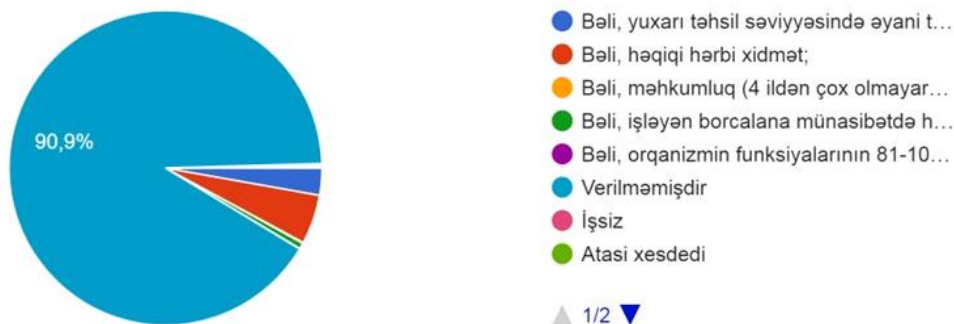 90,9%
Bəli, yuxarı təhsil səviyyəsində əyani t...
Bəli, həqiqi hərbi xidmət;
Bəli, məhkumluq (4 ildən çox olmayar...
Bəli, işləyən borcalana münasibətdə h...
Bəli, orqanizmin funksiyalarının 81-10...
Verilməmişdir
İşsiz
Atasi xesdedi
1/2